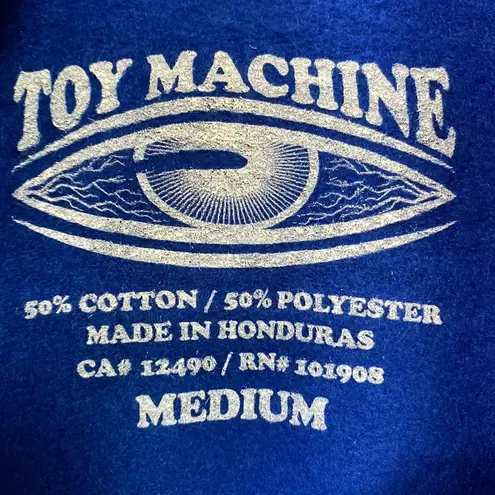 TOY MACHINE
50% COTTON / 50% POLYESTER
MADE IN HONDURAS
CA# 12490 / RN# 101908
MEDIUM